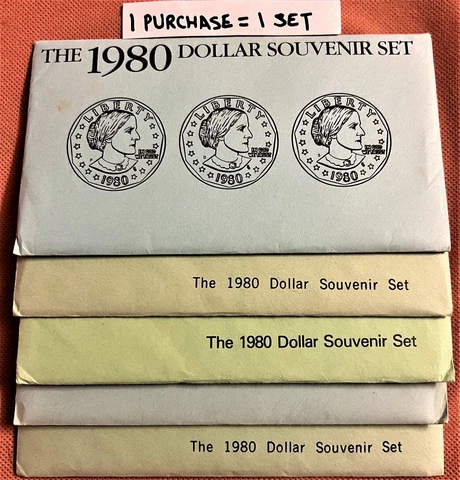 1 PURCHASE = 1 SET
THE 1980 DOLLAR SOUVENIR SET
LIBERTY LIBERTY LIBERTY
1980 1980 1980
The 1980 Dollar Souvenir Set
The 1980 Dollar Souvenir Set
The 1980 Dollar Souvenir Set